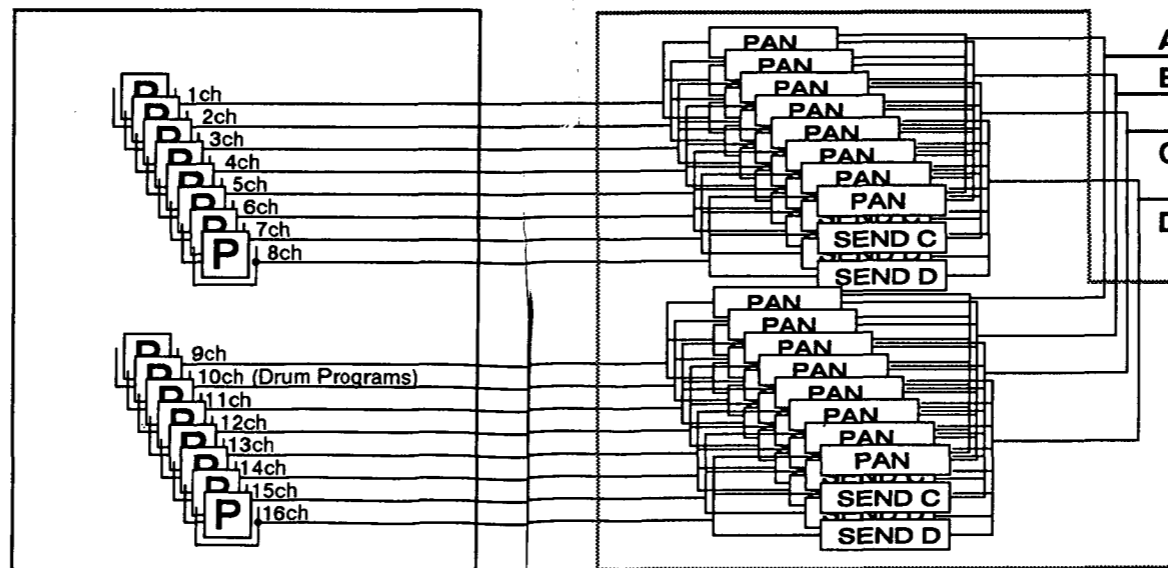 PAN
PAN
PAN
PAN
PAN
PAN
PAN
PAN
SEND C
SEND D
P
P
P
P
P
P
P
P
1ch
2ch
3ch
4ch
5ch
6ch
7ch
8ch
PAN
PAN
PAN
PAN
PAN
PAN
PAN
PAN
SEND C
SEND D
P
P
P
P
P
P
P
P
9ch
10ch (Drum Programs)
11ch
12ch
13ch
14ch
15ch
16ch
A
B
C
D